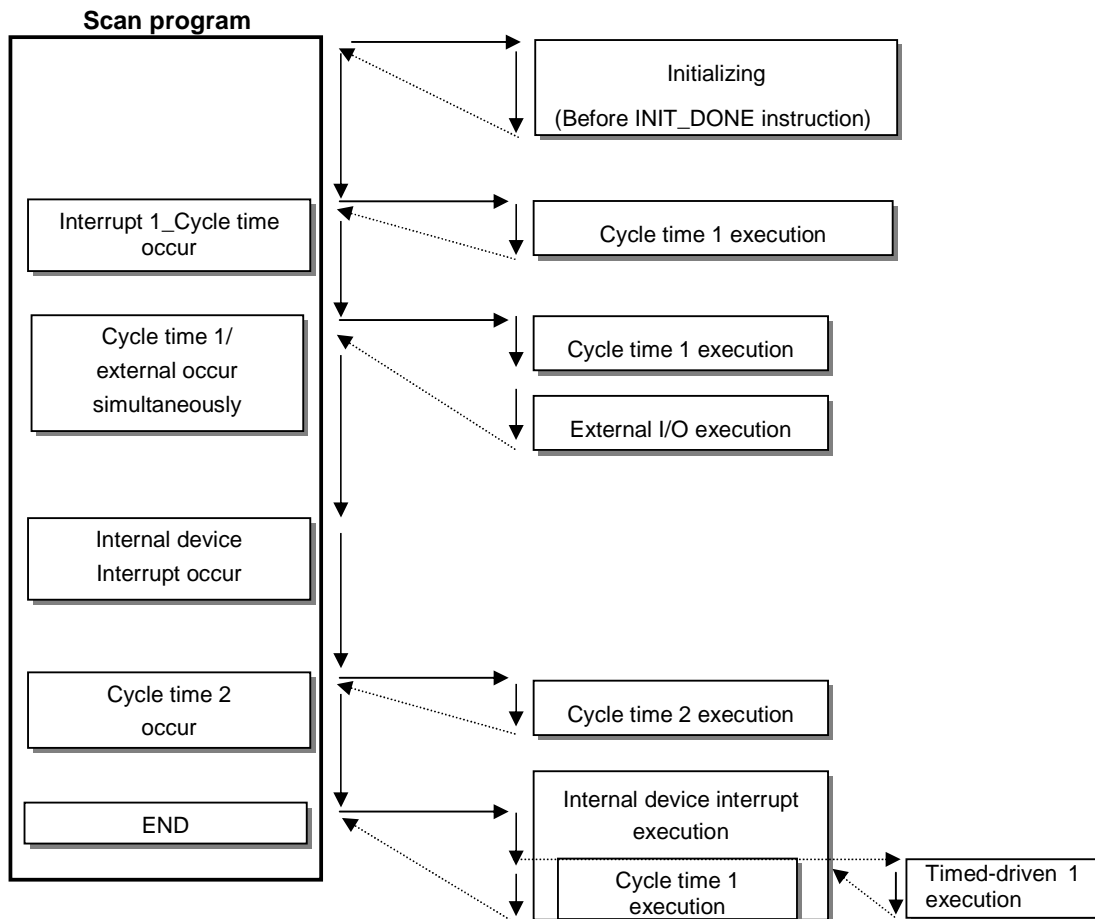 Scan program
Initializing
(Before INIT_DONE instruction)
Interrupt 1_Cycle time
occur
Cycle time 1 execution
Cycle time 1/
external occur
simultaneously
Cycle time 1 execution
External I/O execution
Internal device
Interrupt occur
Cycle time 2
occur
Cycle time 2 execution
END
Internal device interrupt
execution
Cycle time 1
execution
Timed-driven 1
execution